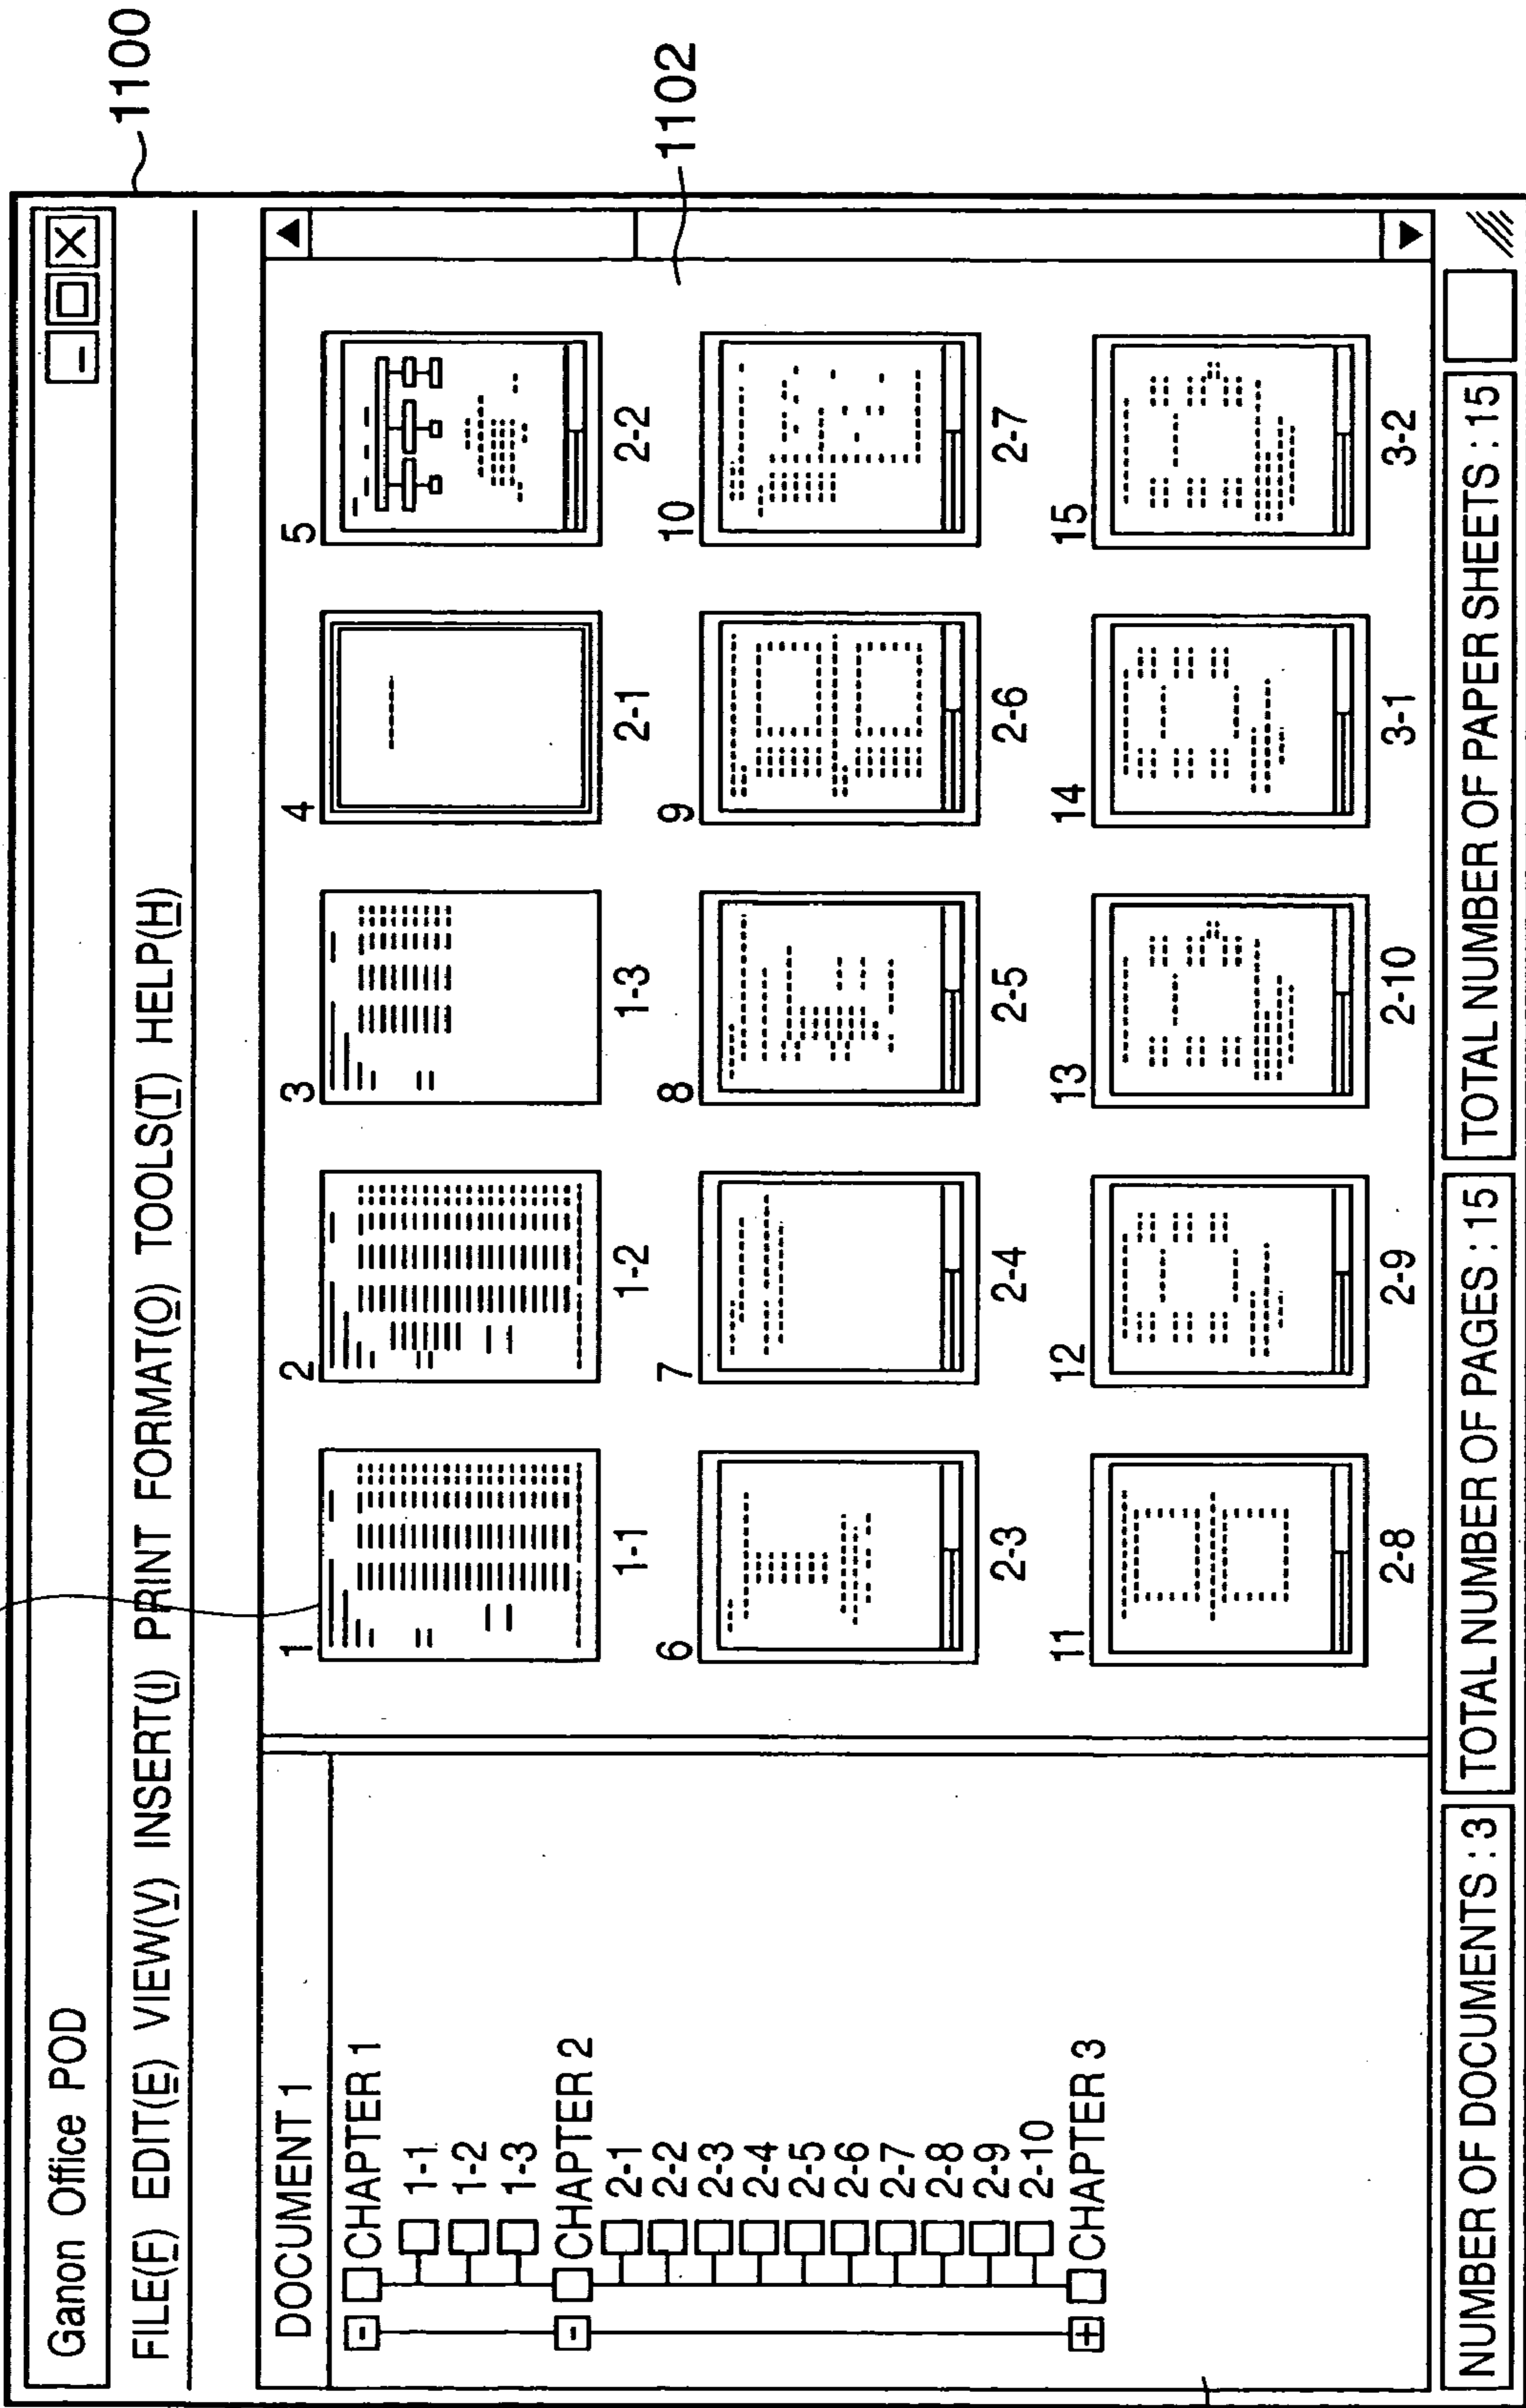 Ganon Office POD
1100
FILE(F) EDIT(E) VIEW(V) INSERT(I) PRINT FORMAT(O) TOOLS(T) HELP(H)
DOCUMENT 1
- CHAPTER 1
1-1
1-2
1-3
- CHAPTER 2
2-1
2-2
2-3
2-4
2-5
2-6
2-7
2-8
2-9
2-10
+ CHAPTER 3
1 2 3 4 5
1-1 1-2 1-3 2-1 2-2
1102
6 7 8 9 10
2-3 2-4 2-5 2-6 2-7
11 12 13 14 15
2-8 2-9 2-10 3-1 3-2
NUMBER OF DOCUMENTS : 3 TOTAL NUMBER OF PAGES : 15 TOTAL NUMBER OF PAPER SHEETS : 15